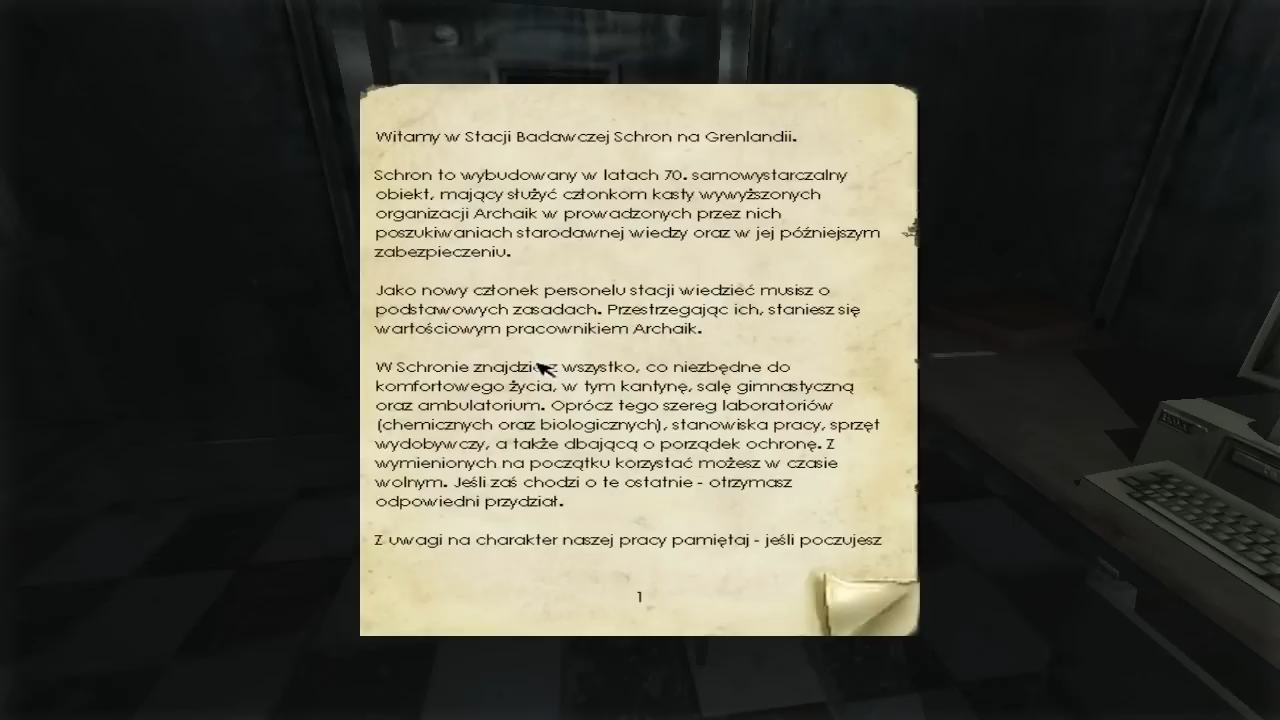 Witamy w Stacji Badawczej Schron na Grenlandii.
Schron to wybudowany w latach 70. samowystarczalny
obiekt, mający służyć członkom kasty wywyższonych
organizacji Archaik w prowadzonych przez nich
poszukiwaniach starodawnej wiedzy oraz w jej późniejszym
zabezpieczeniu.
Jako nowy członek personelu stacji wiedzieć musisz o
podstawowych zasadach. Przestrzegając ich, staniesz się
wartościowym pracownikiem Archaik.
W Schronie znajdziesz wszystko, co niezbędne do
komfortowego życia, w tym kantynę, salę gimnastyczną
oraz ambulatorium. Oprócz tego szereg laboratoriów
(chemicznych oraz biologicznych), stanowiska pracy, sprzęt
wydobywczy, a także dbającą o porządek ochronę. Z
wymienionych na początku korzystać możesz w czasie
wolnym. Jeśli zaś chodzi o te ostatnie - otrzymasz
odpowiedni przydział.
Z uwagi na charakter naszej pracy pamiętaj - jeśli poczujesz
1